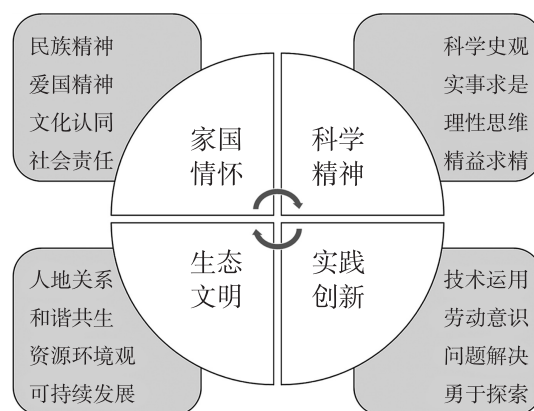 民族精神
爱国精神
文化认同
社会责任
家国
情怀
科学
精神
科学史观
实事求是
理性思维
精益求精
人地关系
和谐共生
资源环境观
可持续发展
生态
文明
实践
创新
技术运用
劳动意识
问题解决
勇于探索